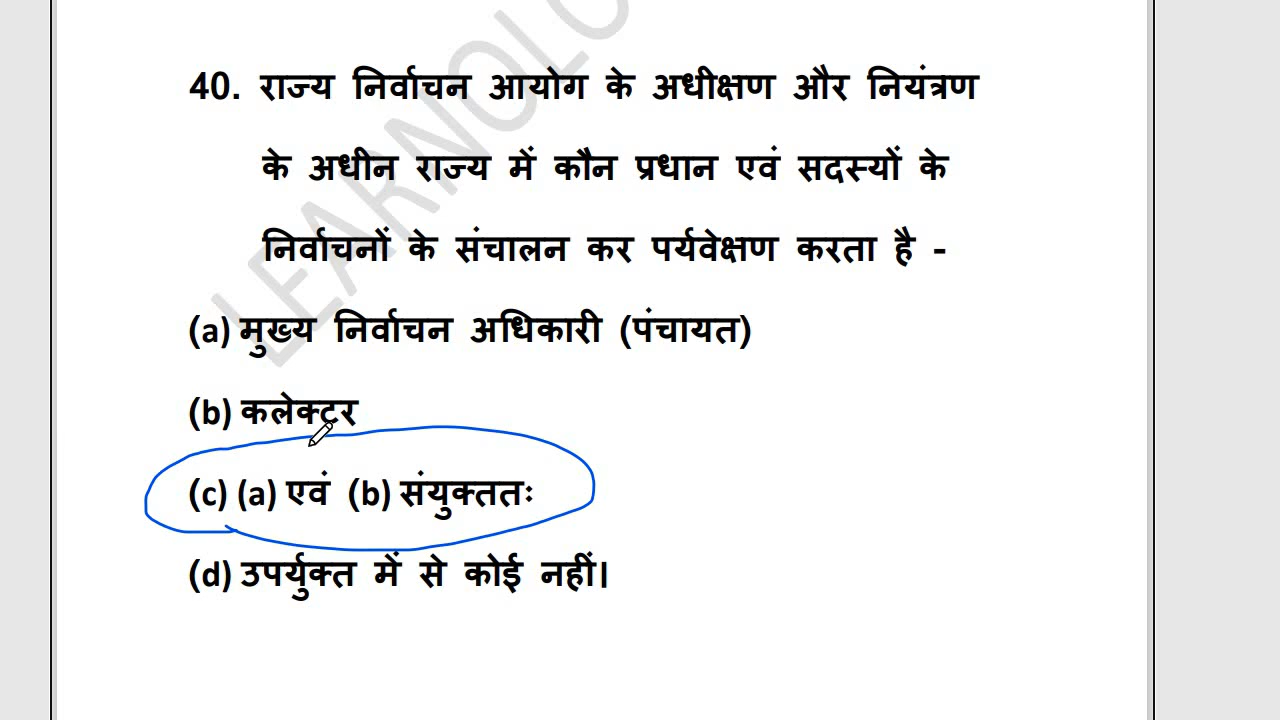 LEARNOLO
40. राज्य निर्वाचन आयोग के अधीक्षण और नियंत्रण
के अधीन राज्य में कौन प्रधान एवं सदस्यों के
निर्वाचनों के संचालन कर पर्यवेक्षण करता है -
(a) मुख्य निर्वाचन अधिकारी (पंचायत)
(b) कलेक्टर
(c) (a) एवं (b) संयुक्ततः
(d) उपर्युक्त में से कोई नहीं।